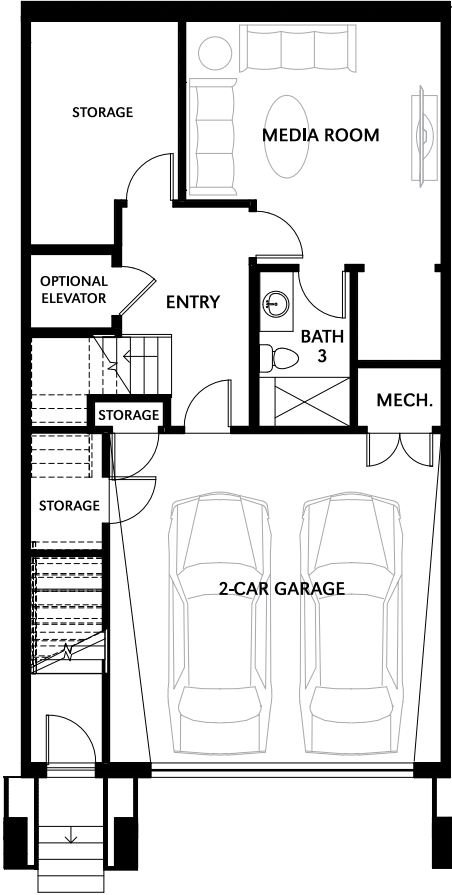 STORAGE
MEDIA ROOM
OPTIONAL
ELEVATOR
ENTRY
BATH
3
MECH.
STORAGE
STORAGE
2-CAR GARAGE